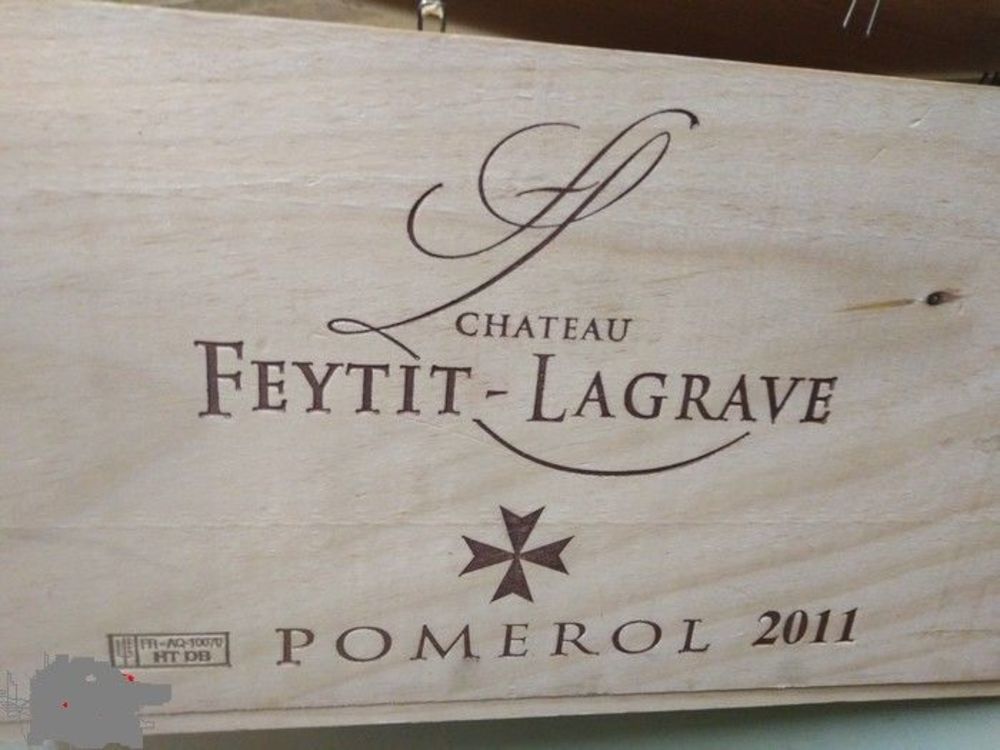 CHATEAU
FEYTIT-LAGRAVE
POMEROL 2011
FR-AQ-10070
HT DB